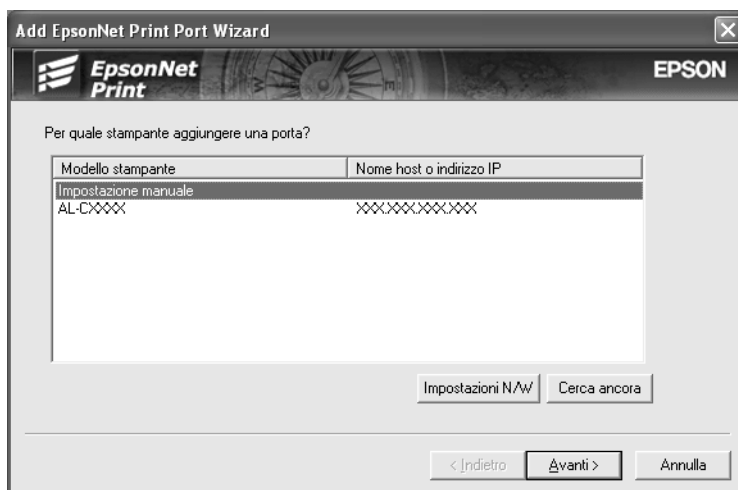 Add EpsonNet Print Port Wizard
EpsonNet
Print
EPSON
Per quale stampante aggiungere una porta?
Modello stampante Nome host o indirizzo IP
Impostazione manuale
AL-CXXXX XXX.XXX.XXX.XXX
Impostazioni N/W Cerca ancora
< Indietro Avanti > Annulla